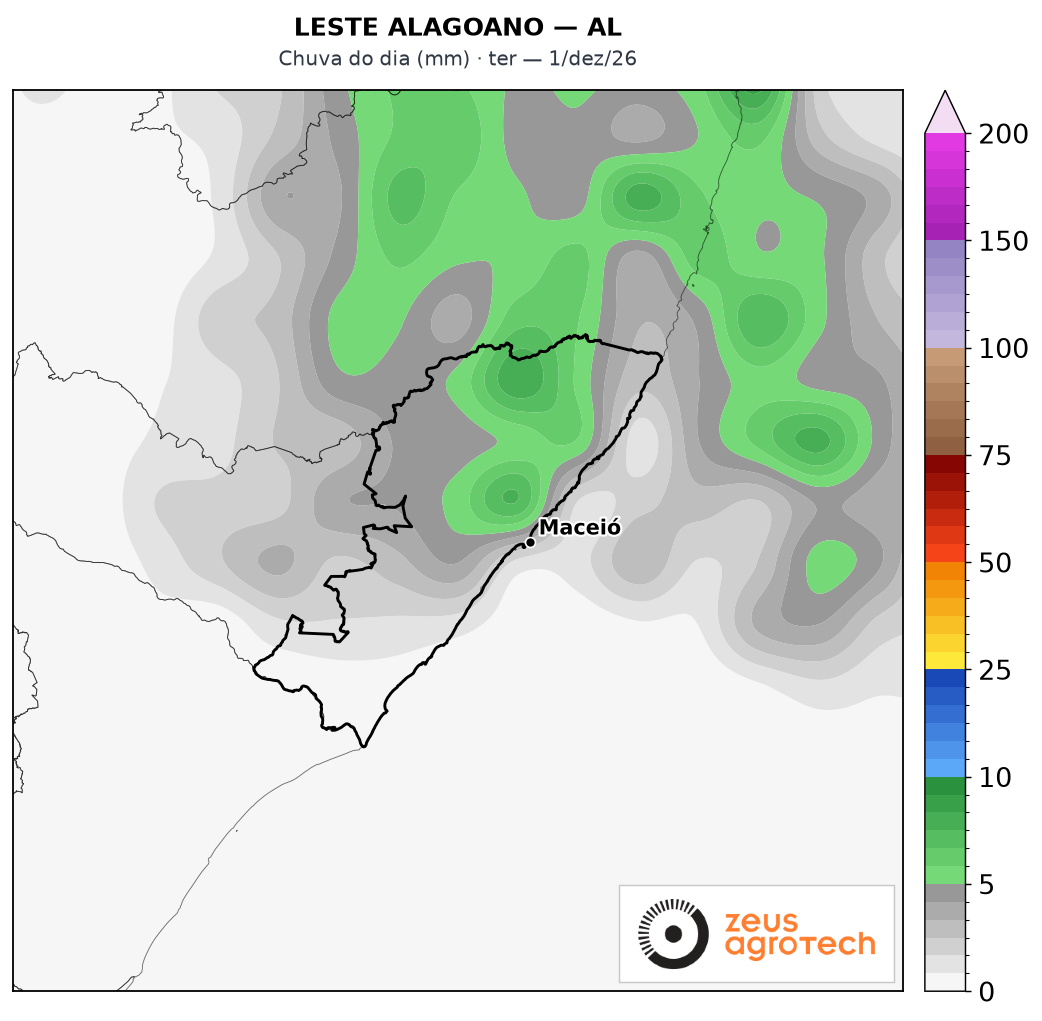 LESTE ALAGOANO — AL
Chuva do dia (mm) · ter — 1/dez/26
200
150
100
75
50
25
10
5
0
Maceió
zeus
agrotech